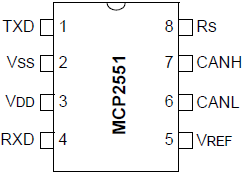 TXD 1 8 RS
VSS 2 7 CANH
VDD 3 6 CANL
RXD 4 5 VREF
MCP2551